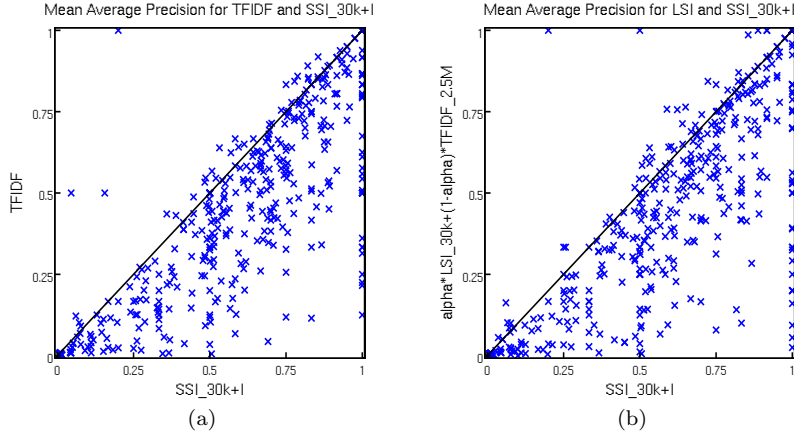 Mean Average Precision for TFIDF and SSI_30k+I
1
0.75
0.5
0.25
0
TFIDF
0
0.25
0.5
0.75
1
SSI_30k+I
(a)
Mean Average Precision for LSI and SSI_30k+I
1
0.75
0.5
0.25
0
alpha*LSI_30k+(1-alpha)*TFIDF_2.5M
0
0.25
0.5
0.75
1
SSI_30k+I
(b)